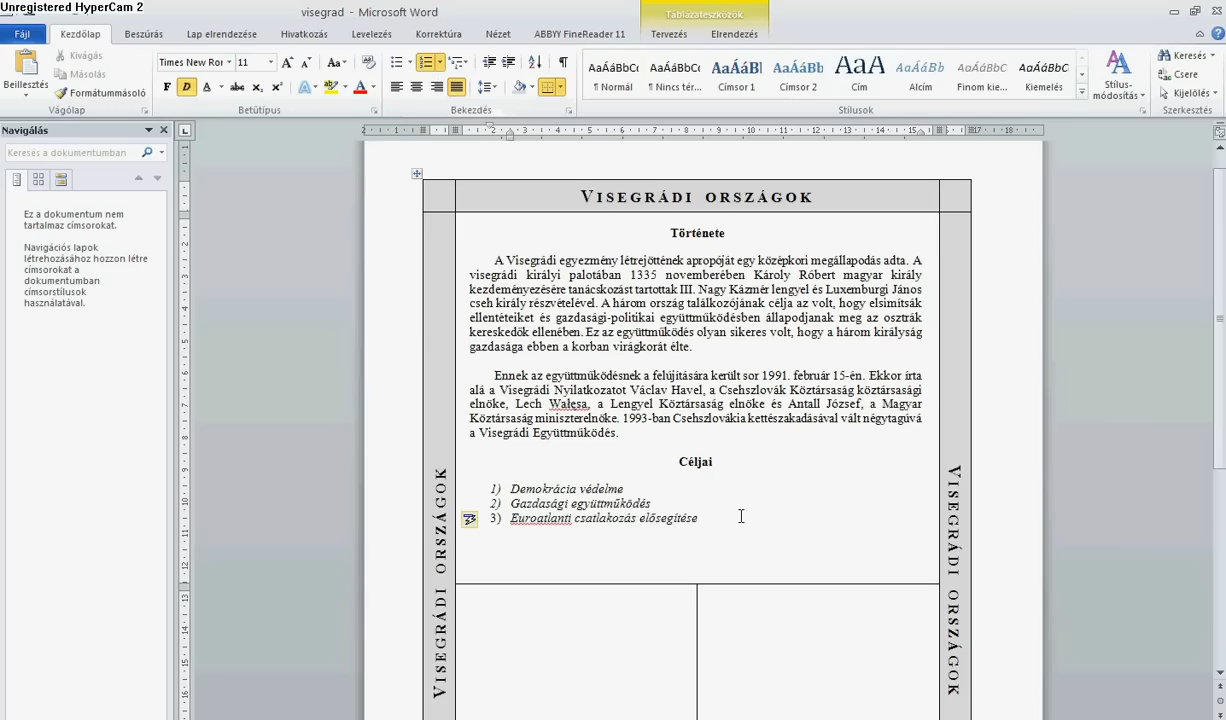 Unregistered HyperCam 2
visegrad - Microsoft Word
Táblázateszközök
Fájl Kezdőlap Beszúrás Lap elrendezése Hivatkozás Levelezés Korrektúra Nézet ABBYY FineReader 11 Tervezés Elrendezés
Beillesztés
Kivágás
Másolás
Formátummásoló
Vágólap
Times New Ror 11
Betűtípus
Bekezdés
AaÁáBbCc AaÁáBbCc AaÁáBl AaÁáBbC AaÁ AaÁáBb AaÁáBbCc AaÁáBbCc
¶ Normál ¶ Nincs tér... Címsor 1 Címsor 2 Cím Alcím Finom kie... Kiemelés
Stílusok
Stílus-módosítás
Keresés
Csere
Kijelölés
Szerkesztés
Navigálás
Keresés a dokumentumban
Ez a dokumentum nem
tartalmaz címsorokat.
Navigációs lapok
létrehozásához hozzon létre
címsorokat a
dokumentumban
címsorstílusok
használatával.
VISEGRÁDI ORSZÁGOK
Története
A Visegrádi egyezmény létrejöttének apropóját egy középkori megállapodás adta. A
visegrádi királyi palotában 1335 novemberében Károly Róbert magyar király
kezdeményezésére tanácskozást tartottak III. Nagy Kázmér lengyel és Luxemburgi János
cseh király részvételével. A három ország találkozójának célja az volt, hogy elsimítsák
ellentéteiket és gazdasági-politikai együttműködésben állapodjanak meg az osztrák
kereskedők ellenében. Ez az együttműködés olyan sikeres volt, hogy a három királyság
gazdasága ebben a korban virágkorát élte.
Ennek az együttműködésnek a felújítására került sor 1991. február 15-én. Ekkor írta
alá a Visegrádi Nyilatkozatot Václav Havel, a Csehszlovák Köztársaság köztársasági
elnöke, Lech Wałęsa, a Lengyel Köztársaság elnöke és Antall József, a Magyar
Köztársaság miniszterelnöke. 1993-ban Csehszlovákia kettészakadásával vált négytagúvá
a Visegrádi Együttműködés.
Céljai
1) Demokrácia védelme
2) Gazdasági együttműködés
3) Euroatlanti csatlakozás elősegítése
VISEGRÁDI ORSZÁGOK
VISEGRÁDI ORSZÁGOK